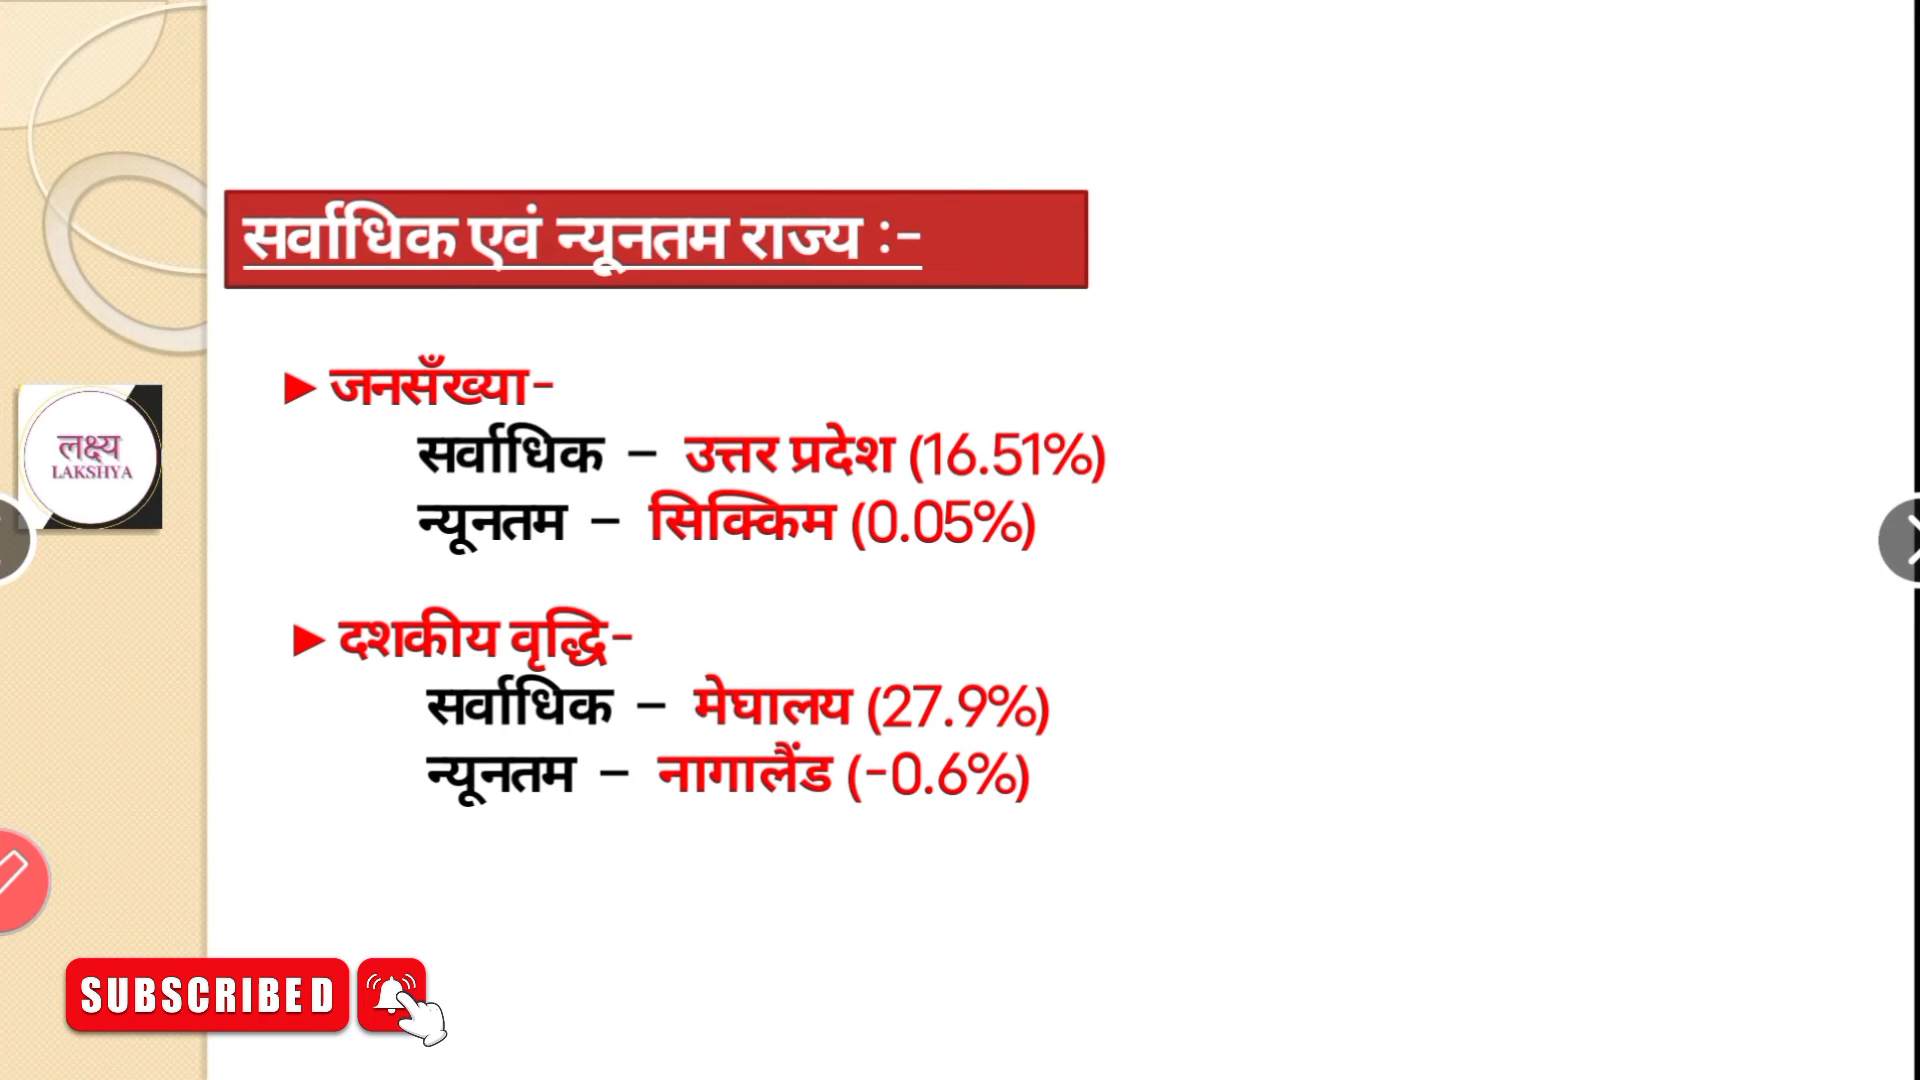 सर्वाधिक एवं न्यूनतम राज्य :-
► जनसँख्या-
सर्वाधिक – उत्तर प्रदेश (16.51%)
न्यूनतम – सिक्किम (0.05%)
लक्ष्य
LAKSHYA
► दशकीय वृद्धि-
सर्वाधिक – मेघालय (27.9%)
न्यूनतम – नागालैंड (-0.6%)
SUBSCRIBED